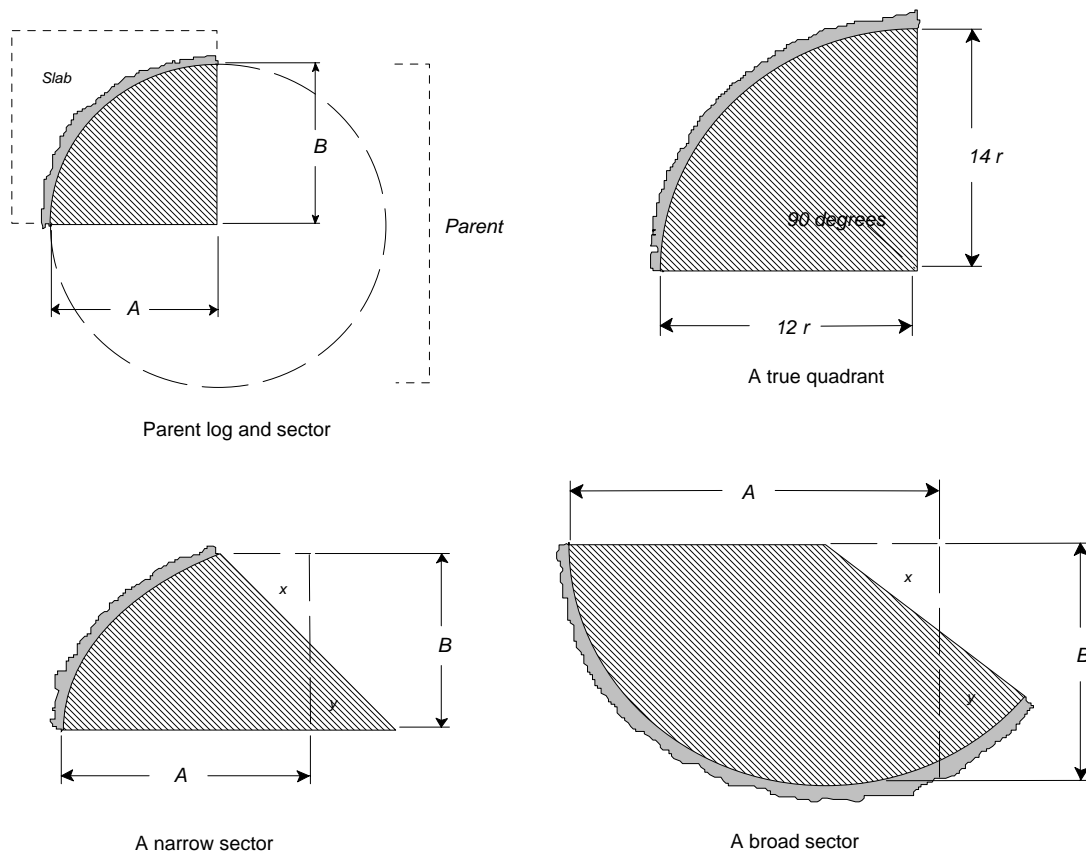 Slab
B
Parent
A
Parent log and sector
14 r
90 degrees
12 r
A true quadrant
x
B
y
A
A narrow sector
A
x
B
y
A broad sector